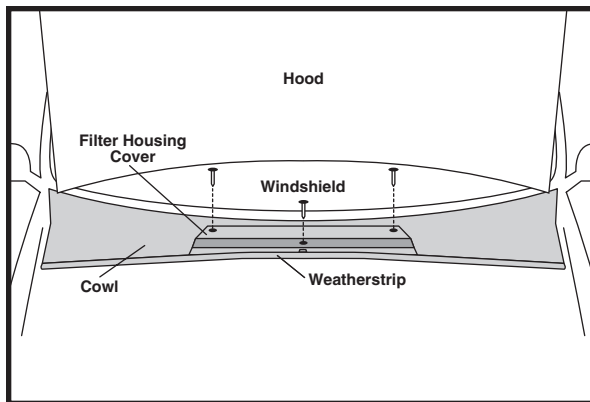 Hood
Filter Housing
Cover
Windshield
Cowl
Weatherstrip